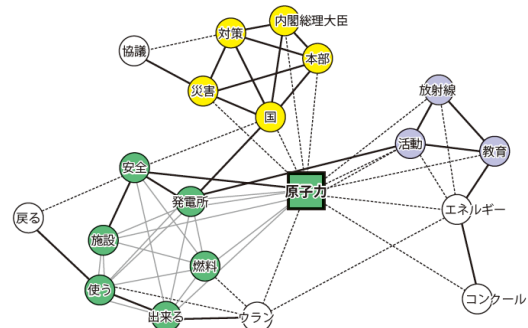 内閣総理大臣
対策
協議
本部
災害
放射線
国
活動
教育
安全
原子力
発電所
エネルギー
戻る
施設
燃料
使う
コンクール
出来る
ウラン